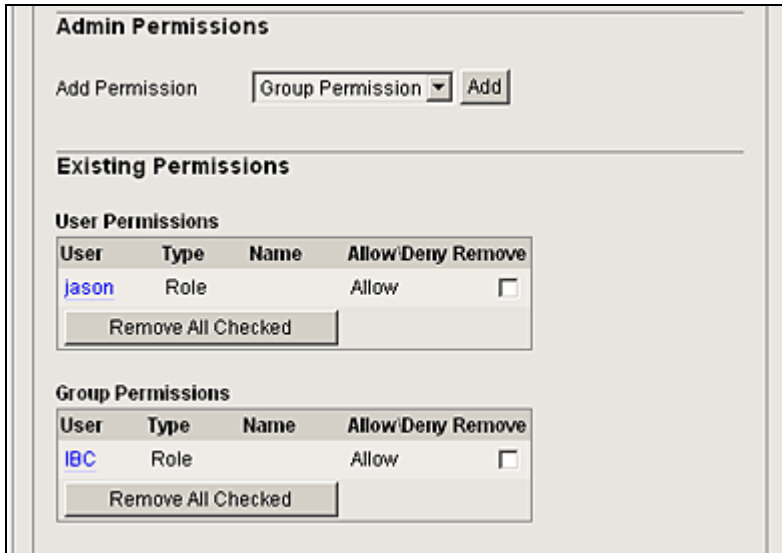 Admin Permissions
Add Permission Group Permission Add
Existing Permissions
User Permissions
User Type Name Allow\Deny Remove
jason Role Allow
Remove All Checked
Group Permissions
User Type Name Allow\Deny Remove
IBC Role Allow
Remove All Checked